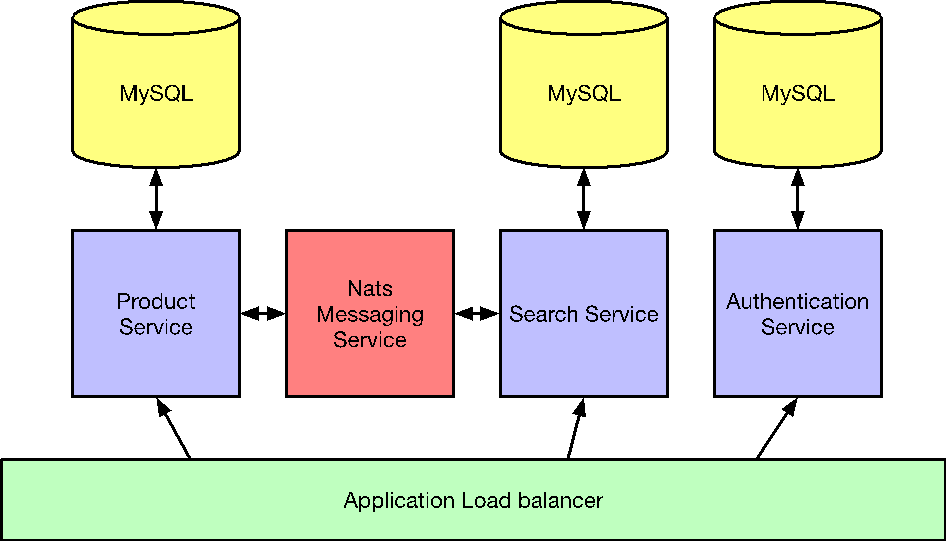 MySQL
MySQL
MySQL
Product
Service
Nats
Messaging
Service
Search Service
Authentication
Service
Application Load balancer